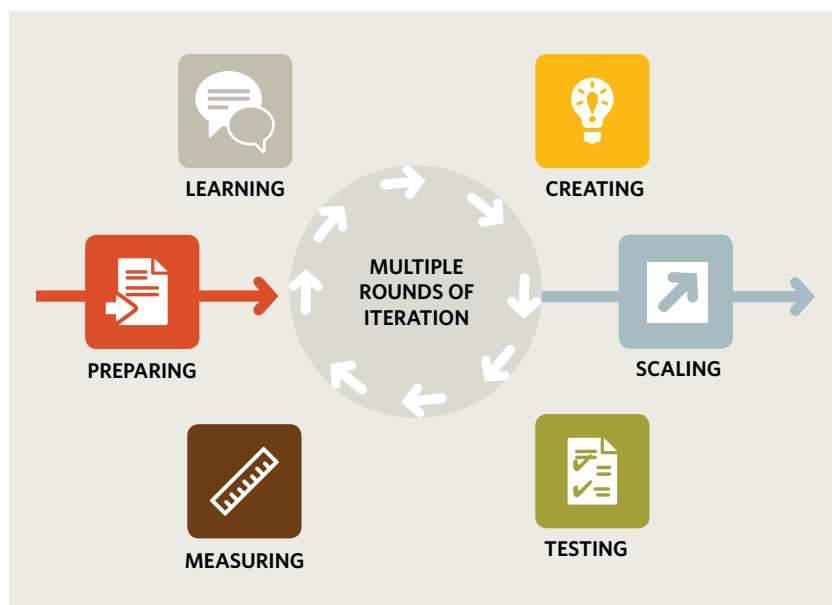 LEARNING
CREATING
MULTIPLE
ROUNDS OF
ITERATION
PREPARING
SCALING
MEASURING
TESTING